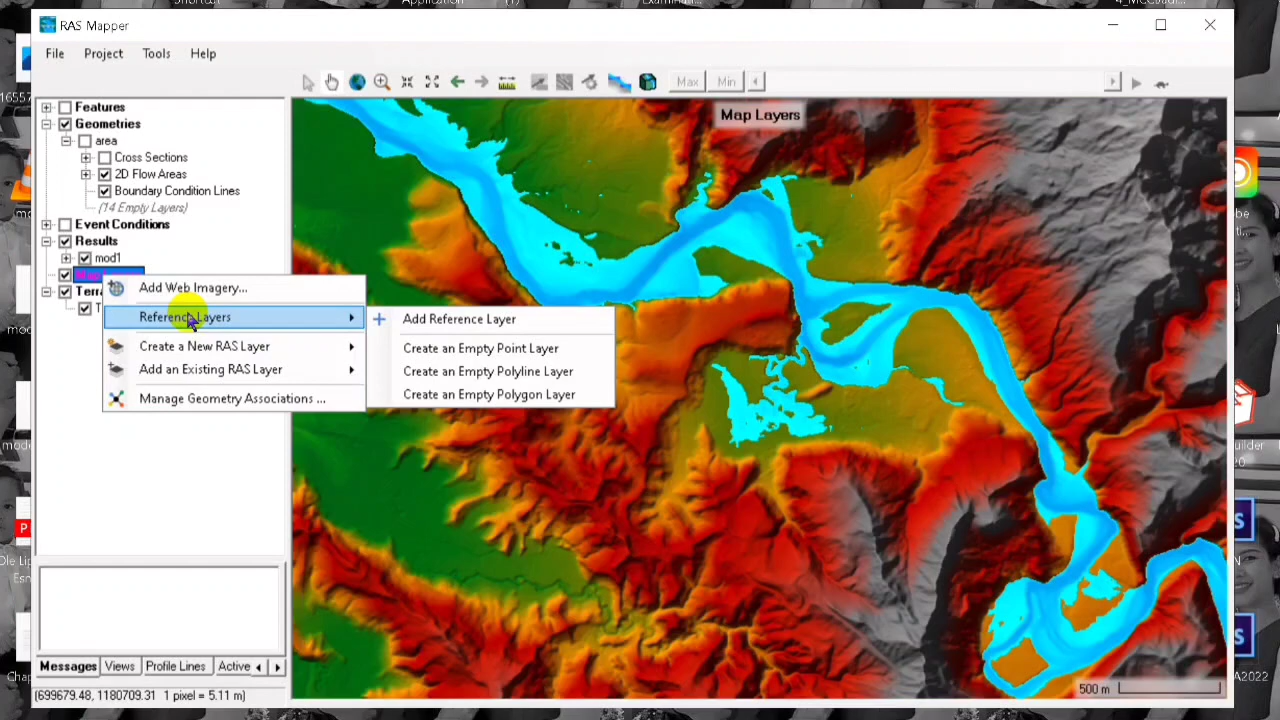 RAS Mapper
File Project Tools Help
Max Min
Features
Geometries
area
Cross Sections
2D Flow Areas
Boundary Condition Lines
(14 Empty Layers)
Event Conditions
Results
mod1
Map
Terra
T
Add Web Imagery...
Reference Layers
Create a New RAS Layer
Add an Existing RAS Layer
Manage Geometry Associations ...
Add Reference Layer
Create an Empty Point Layer
Create an Empty Polyline Layer
Create an Empty Polygon Layer
Map Layers
500 m
Messages Views Profile Lines Active
(699679.48, 1180709.31 1 pixel = 5.11 m)